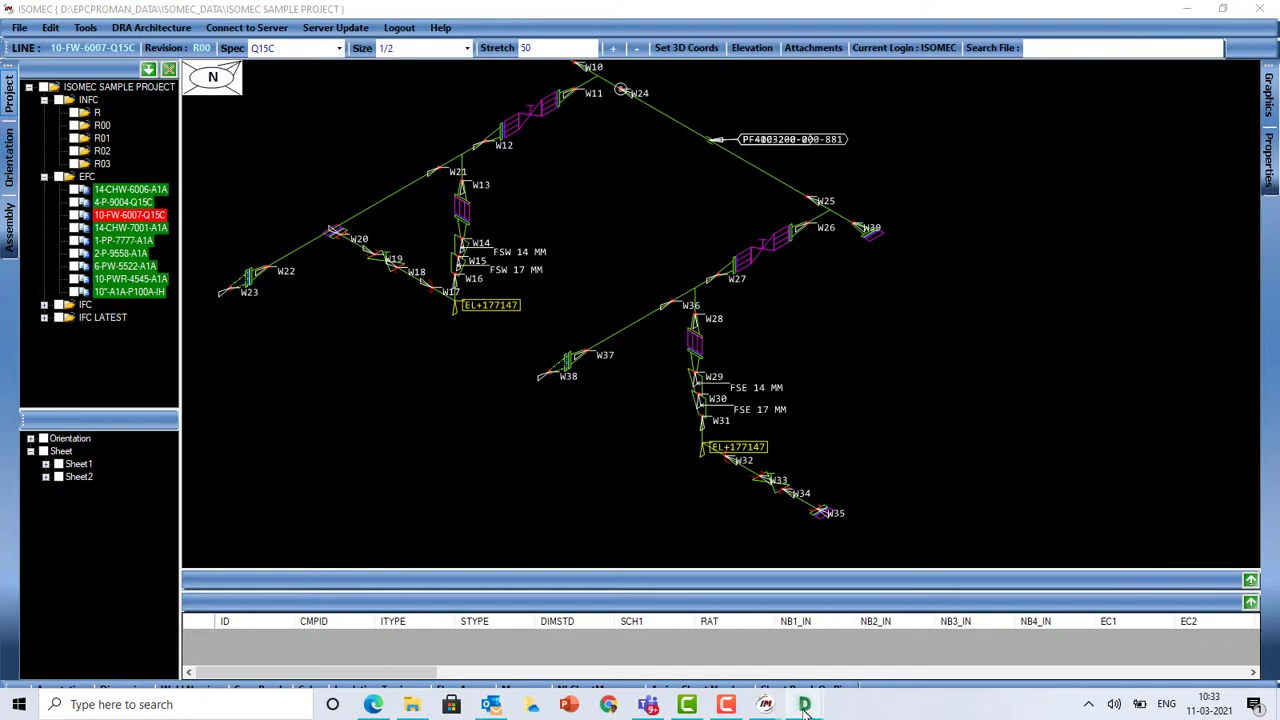 ISOMEC ( D:\EPCPROMAN_DATA\ISOMEC_DATA\ISOMEC SAMPLE PROJECT )
File Edit Tools DRA Architecture Connect to Server Server Update Logout Help
LINE : 10-FW-6007-Q15C Revision : R00 Spec Q15C Size 1/2 Stretch 50 + - Set 3D Coords Elevation Attachments Current Login : ISOMEC Search File :
Project
Orientation
Assembly
ISOMEC SAMPLE PROJECT
INFC
R
R00
R01
R02
R03
EFC
14-CHW-6006-A1A
4-P-9004-Q15C
10-FW-6007-Q15C
14-CHW-7001-A1A
1-PP-7777-A1A
2-P-9558-A1A
6-PW-5522-A1A
10-PWR-4545-A1A
10"-A1A-P100A-IH
IFC
IFC LATEST
Orientation
Sheet
Sheet1
Sheet2
N
W10
W11
W24
W12
W21
W13
W25
W26
W39
W20
W14
FSW 14 MM
W19
W15
W18
FSW 17 MM
W22
W16
W27
W23
W17
EL+177147
W36
W28
W37
W38
W29
FSE 14 MM
W30
FSE 17 MM
W31
EL+177147
W32
W33
W34
W35
Graphics
Properties
ID CMPID ITYPE STYPE DIMSTD SCH1 RAT NB1_IN NB2_IN NB3_IN NB4_IN EC1 EC2
Type here to search
10:33
ENG
11-03-2021